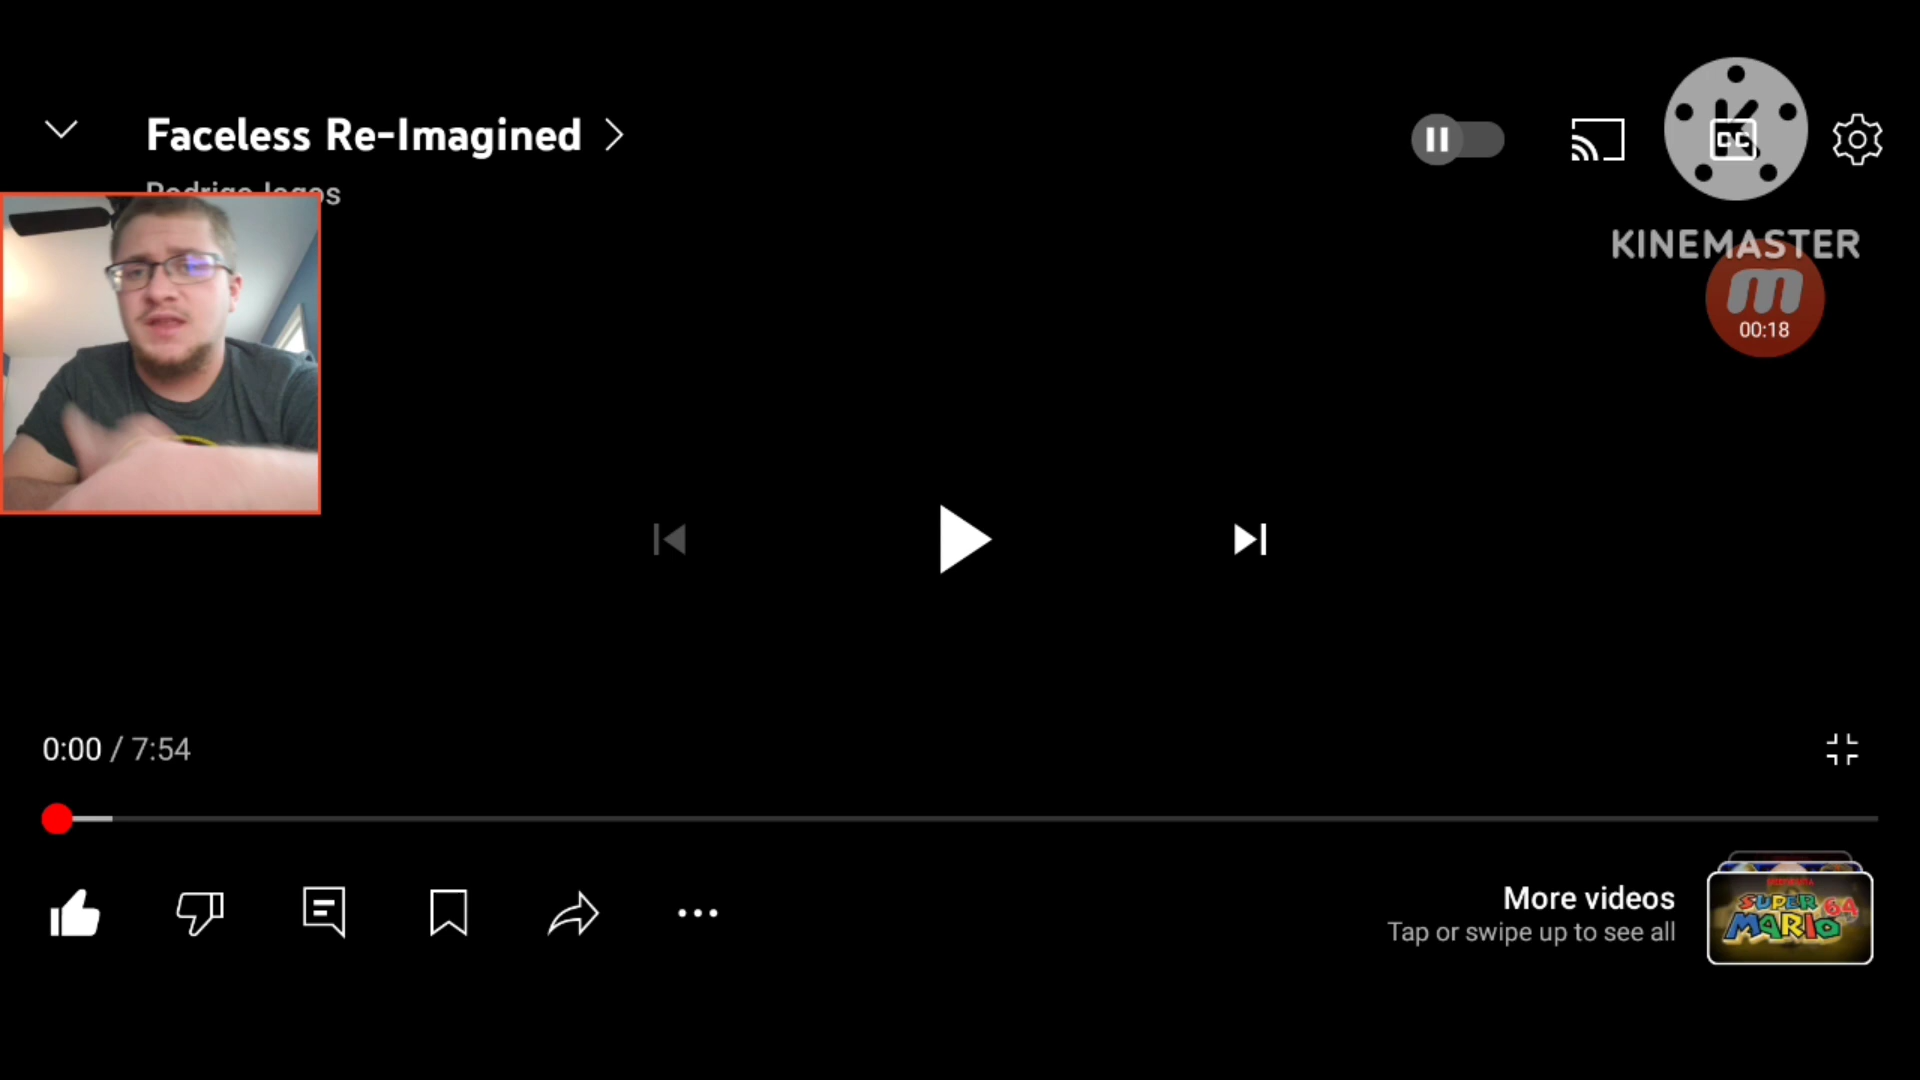 Faceless Re-Imagined
CC
KINEMASTER
00:18
0:00 / 7:54
More videos
Tap or swipe up to see all
SUPER
MARIO 64